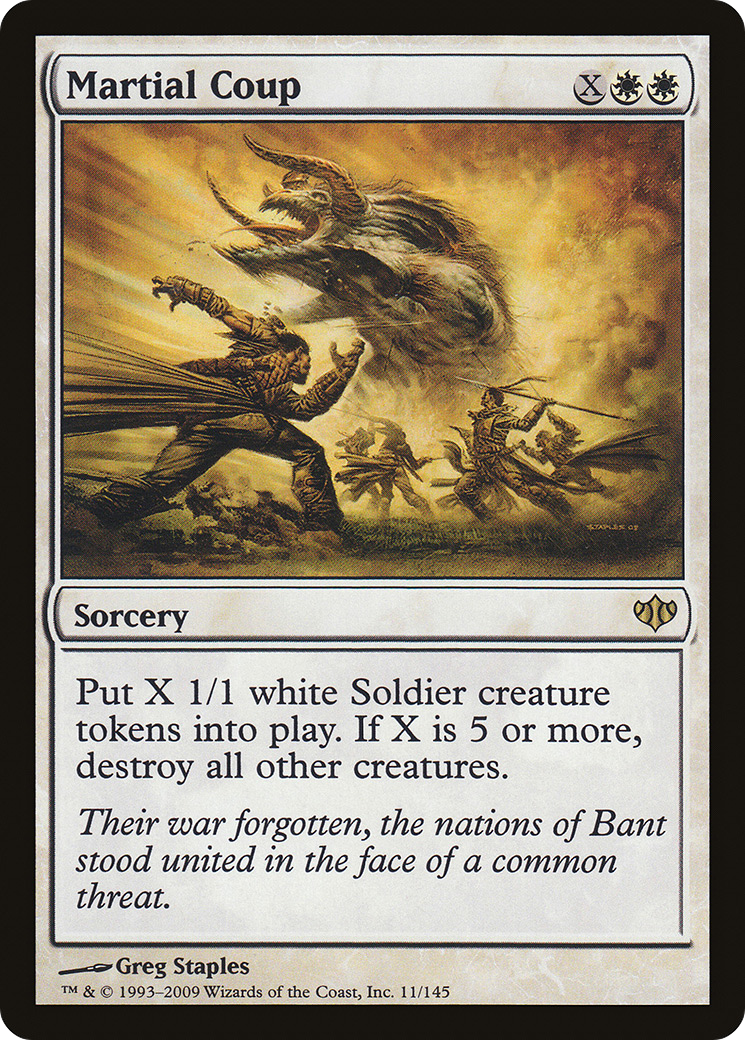 Martial Coup X
STAPLES 08
Sorcery
Put X 1/1 white Soldier creature
tokens into play. If X is 5 or more,
destroy all other creatures.
Their war forgotten, the nations of Bant
stood united in the face of a common
threat.
Greg Staples
™ & © 1993–2009 Wizards of the Coast, Inc. 11/145